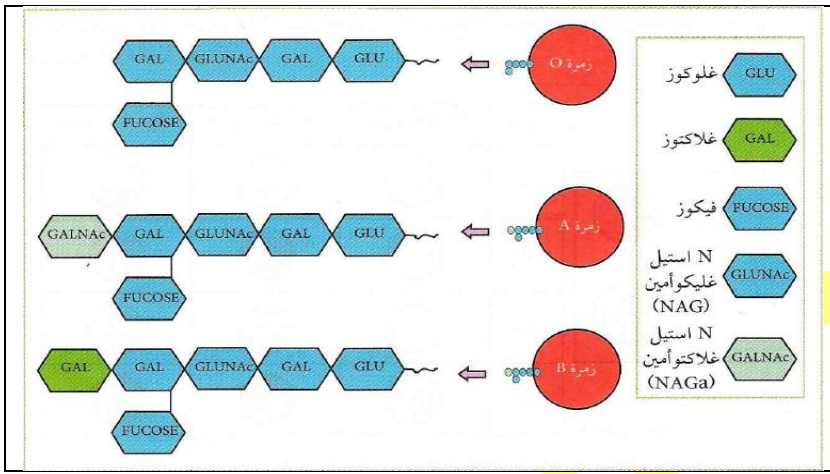 GAL GLUNAc GAL GLU
FUCOSE
زمرة O
GALNAc GAL GLUNAc GAL GLU
FUCOSE
زمرة A
GAL GAL GLUNAc GAL GLU
FUCOSE
زمرة B
غلوكوز GLU
غلاكتوز GAL
فيكوز FUCOSE
N استيل
غليكوأمين GLUNAc
(NAG)
N استيل
غلاكتوأمين GALNAc
(NAGa)